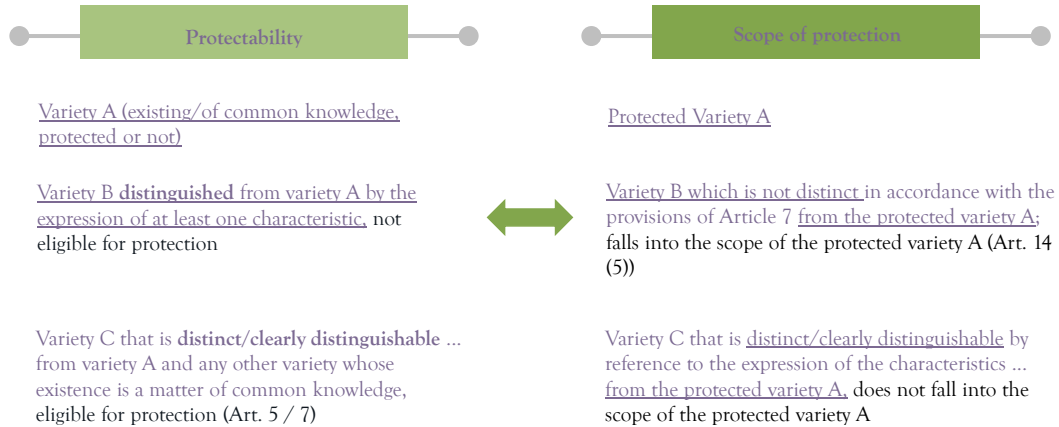 Protectability
Variety A (existing/of common knowledge,
protected or not)
Variety B distinguished from variety A by the
expression of at least one characteristic, not
eligible for protection
Variety C that is distinct/clearly distinguishable ...
from variety A and any other variety whose
existence is a matter of common knowledge,
eligible for protection (Art. 5 / 7)
Scope of protection
Protected Variety A
Variety B which is not distinct in accordance with the
provisions of Article 7 from the protected variety A;
falls into the scope of the protected variety A (Art. 14
(5))
Variety C that is distinct/clearly distinguishable by
reference to the expression of the characteristics ...
from the protected variety A, does not fall into the
scope of the protected variety A